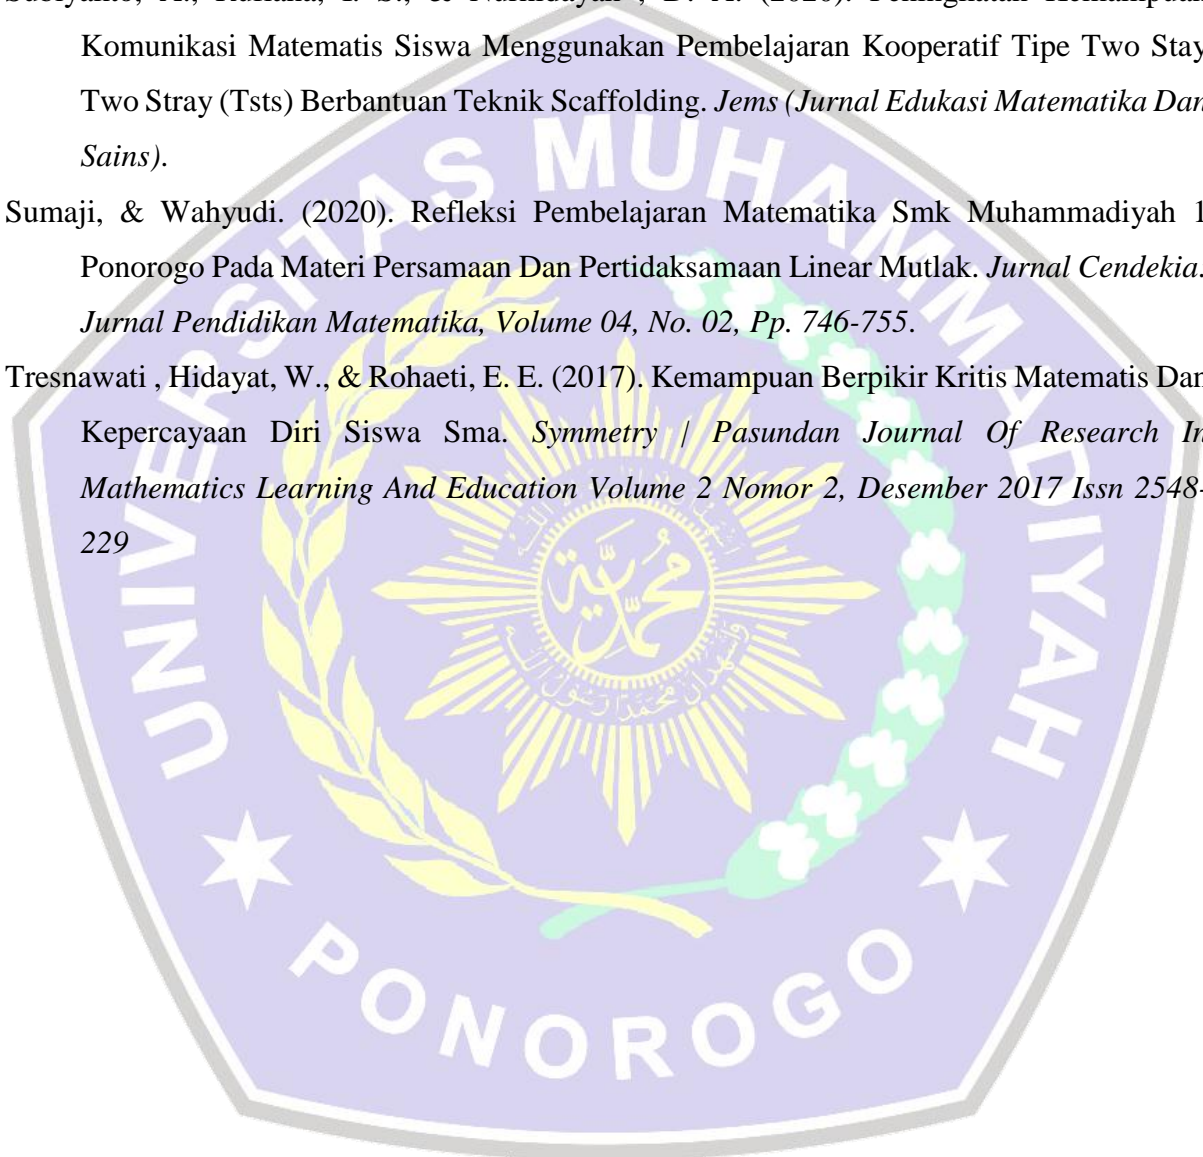 Komunikasi Matematis Siswa Menggunakan Pembelajaran Kooperatif Tipe Two Stay
Two Stray (Tsts) Berbantuan Teknik Scaffolding. Jems (Jurnal Edukasi Matematika Dan
Sains).
Sumaji, & Wahyudi. (2020). Refleksi Pembelajaran Matematika Smk Muhammadiyah 1
Ponorogo Pada Materi Persamaan Dan Pertidaksamaan Linear Mutlak. Jurnal Cendekia.
Jurnal Pendidikan Matematika, Volume 04, No. 02, Pp. 746-755.
Tresnawati , Hidayat, W., & Rohaeti, E. E. (2017). Kemampuan Berpikir Kritis Matematis Dan
Kepercayaan Diri Siswa Sma. Symmetry | Pasundan Journal Of Research In
Mathematics Learning And Education Volume 2 Nomor 2, Desember 2017 Issn 2548-
229
UNIVERSITAS MUHAMMADIYAH
PONOROGO
محمدية